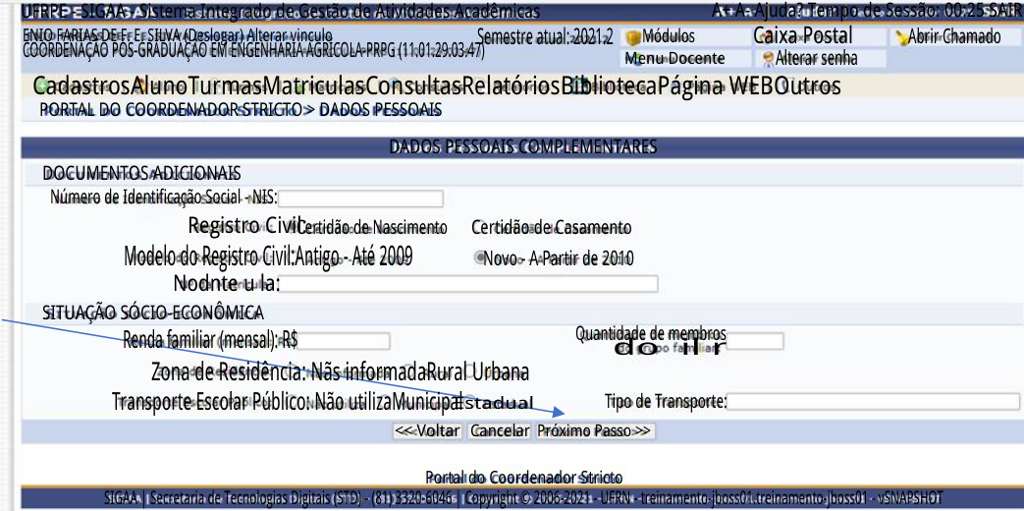 UFRPE - SIGAA - Sistema Integrado de Gestão de Atividades Acadêmicas A+ A- Ajuda? Tempo de Sessão: 00:25 SAIR
ENIO FARIAS DE F. E. SILVA (Deslogar) Alterar vinculo Semestre atual: 2021.2 Módulos Caixa Postal Abrir Chamado
COORDENAÇÃO PÓS-GRADUAÇÃO EM ENGENHARIA AGRICOLA-PRPG (11.01.29.03.47) Menu Docente Alterar senha
Cadastros Aluno Turmas Matriculas Consultas Relatórios Biblioteca Página WEB Outros
PORTAL DO COORDENADOR STRICTO > DADOS PESSOAIS
DADOS PESSOAIS COMPLEMENTARES
DOCUMENTOS ADICIONAIS
Número de Identificação Social - NIS:
Registro Civil: Certidão de Nascimento Certidão de Casamento
Modelo do Registro Civil: Antigo - Até 2009 Novo - A Partir de 2010
SITUAÇÃO SÓCIO-ECONÔMICA
Renda familiar (mensal): R$ Quantidade de membros
do grupo familiar
Zona de Residência: Não informada Rural Urbana
Transporte Escolar Público: Não utiliza Municipal Estadual Tipo de Transporte:
<< Voltar Cancelar Próximo Passo >>
Portal do Coordenador Stricto
SIGAA | Secretaria de Tecnologias Digitais (STD) - (81) 3320-6046 | Copyright © 2006-2021 - UFRN - treinamento-jboss01.treinamento-jboss01 - vSNAPSHOT